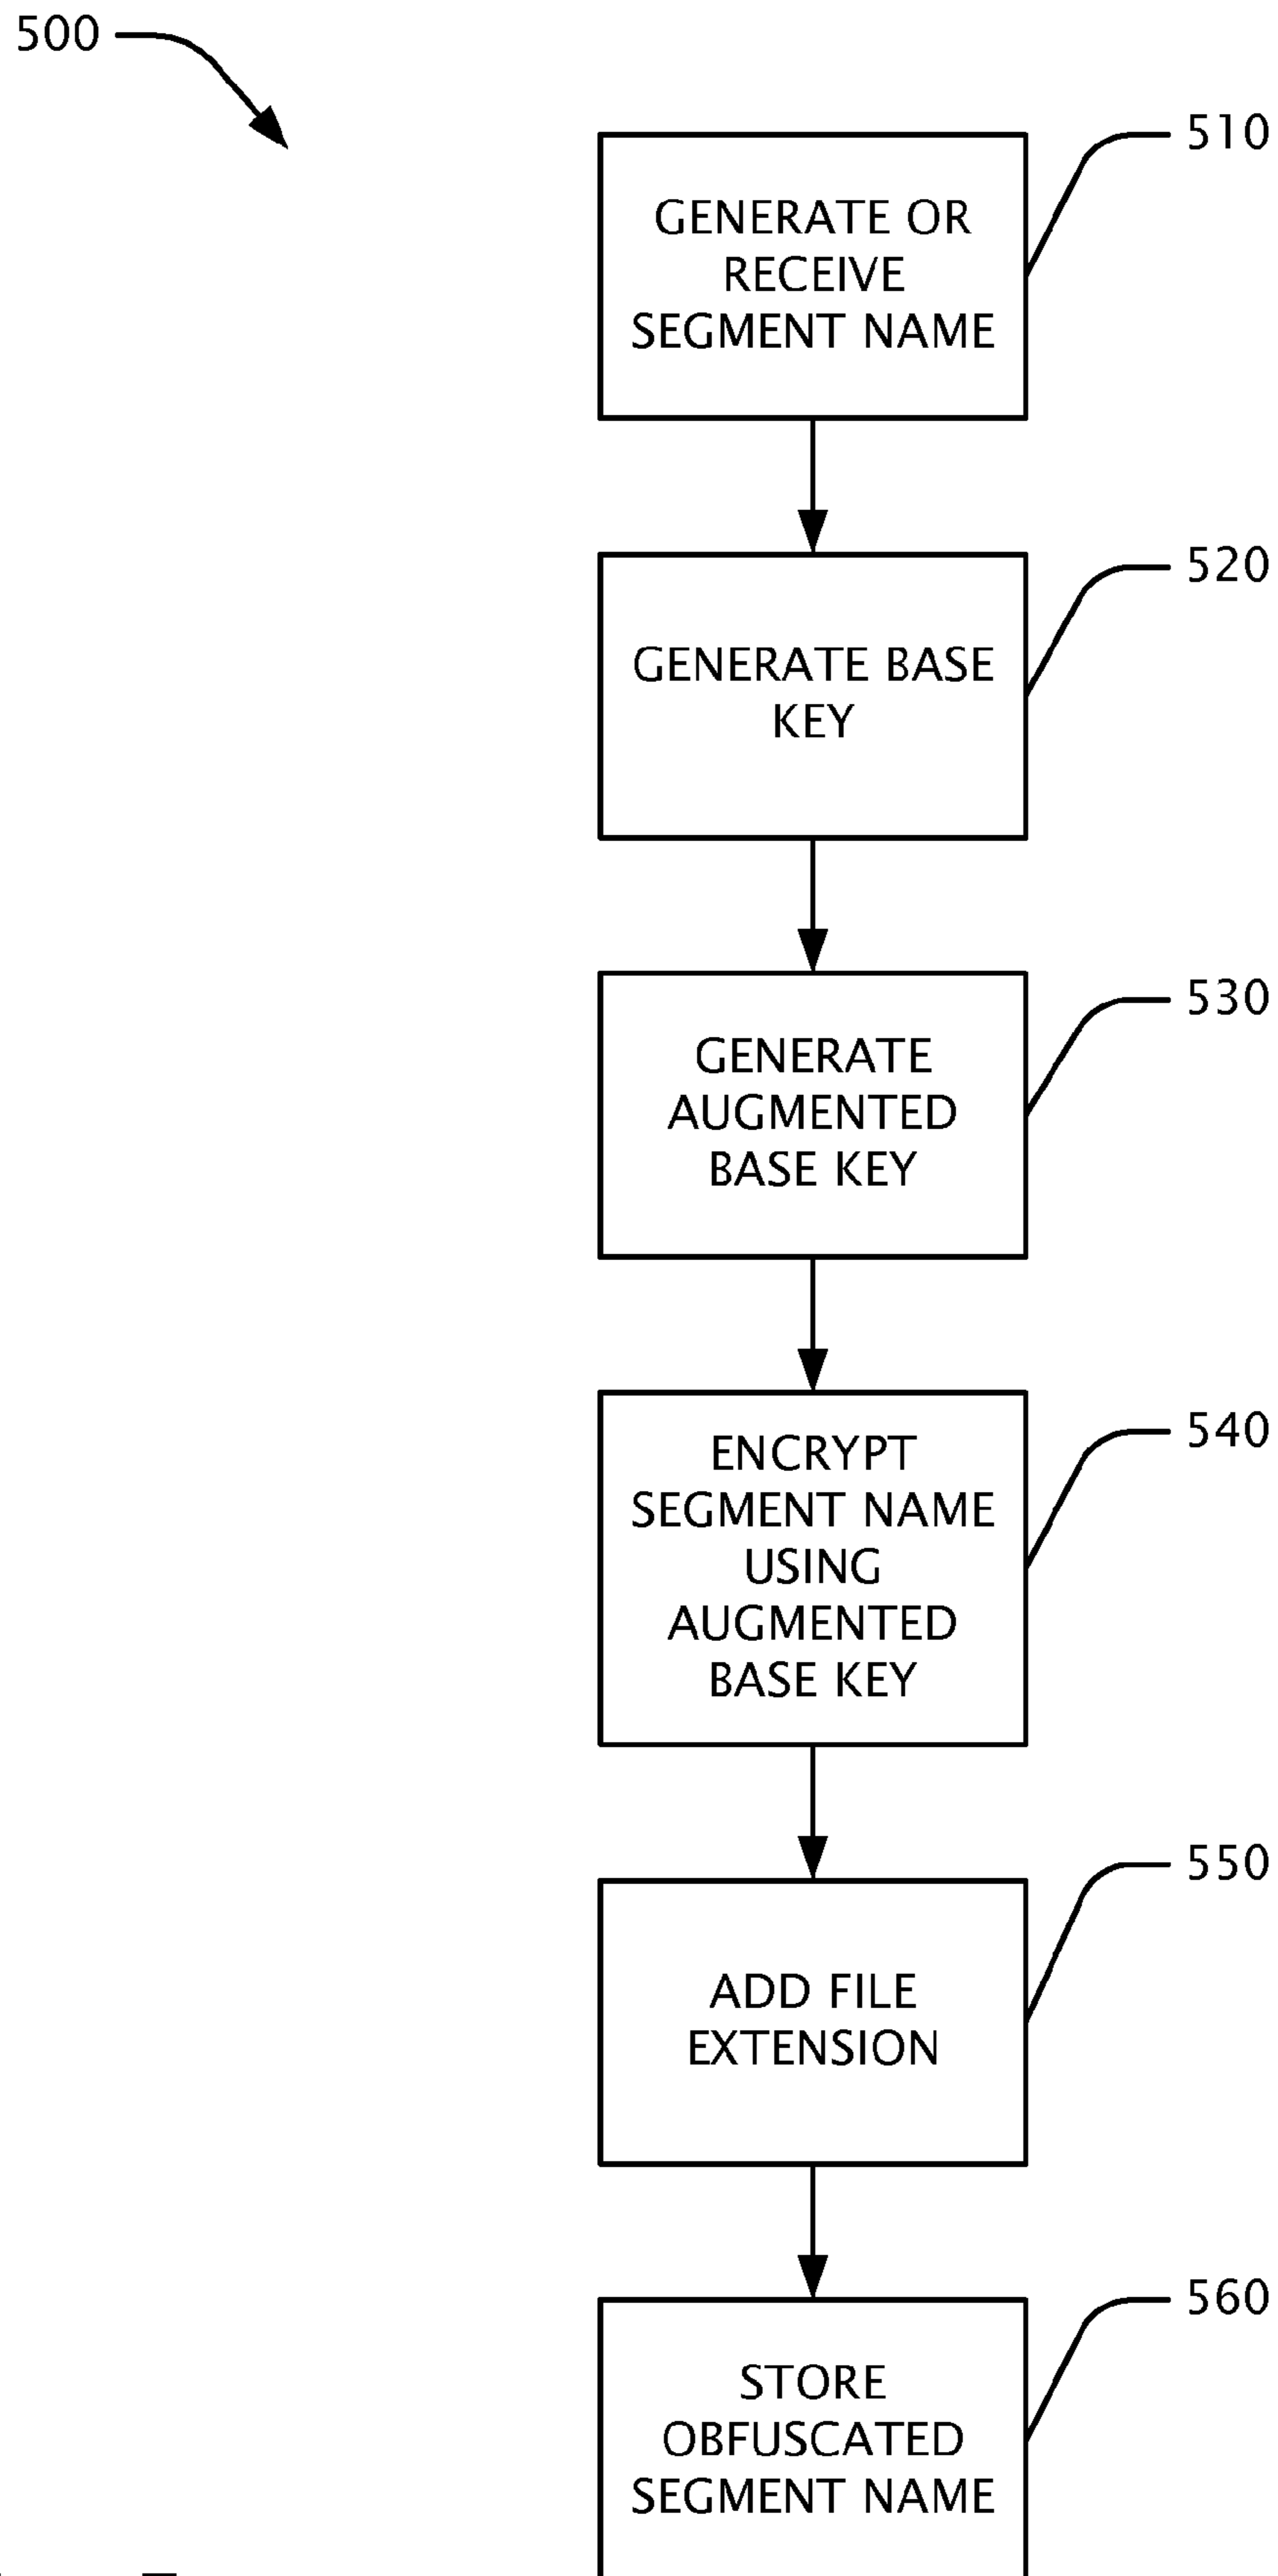 500
510
GENERATE OR
RECEIVE
SEGMENT NAME
520
GENERATE BASE
KEY
530
GENERATE
AUGMENTED
BASE KEY
540
ENCRYPT
SEGMENT NAME
USING
AUGMENTED
BASE KEY
550
ADD FILE
EXTENSION
560
STORE
OBFUSCATED
SEGMENT NAME